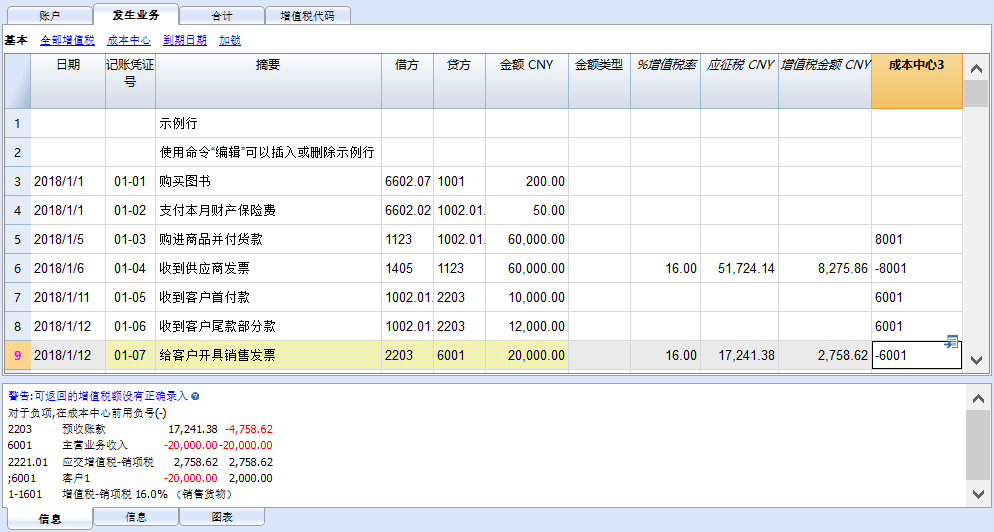 账户 发生业务 合计 增值税代码
基本 全部增值税 成本中心 到期日期 加锁
日期 记账凭证号 摘要 借方 贷方 金额 CNY 金额类型 %增值税率 应征税 CNY 增值税金额 CNY 成本中心3
1 示例行
2 使用命令“编辑”可以插入或删除示例行
3 2018/1/1 01-01 购买图书 6602.07 1001 200.00
4 2018/1/1 01-02 支付本月财产保险费 6602.02 1002.01. 50.00
5 2018/1/5 01-03 购进商品并付货款 1123 1002.01. 60,000.00 8001
6 2018/1/6 01-04 收到供应商发票 1405 1123 60,000.00 16.00 51,724.14 8,275.86 -8001
7 2018/1/11 01-05 收到客户首付款 1002.01. 2203 10,000.00 6001
8 2018/1/12 01-06 收到客户尾款部分款 1002.01. 2203 12,000.00 6001
9 2018/1/12 01-07 给客户开具销售发票 2203 6001 20,000.00 16.00 17,241.38 2,758.62 -6001
警告:可返回的增值税额没有正确录入
对于负项,在成本中心前用负号(-)
2203 预收账款 17,241.38 -4,758.62
6001 主营业务收入 -20,000.00 -20,000.00
2221.01 应交增值税-销项税 2,758.62 2,758.62
;6001 客户1 -20,000.00 2,000.00
1-1601 增值税-销项税 16.0% （销售货物）
信息 信息 图表